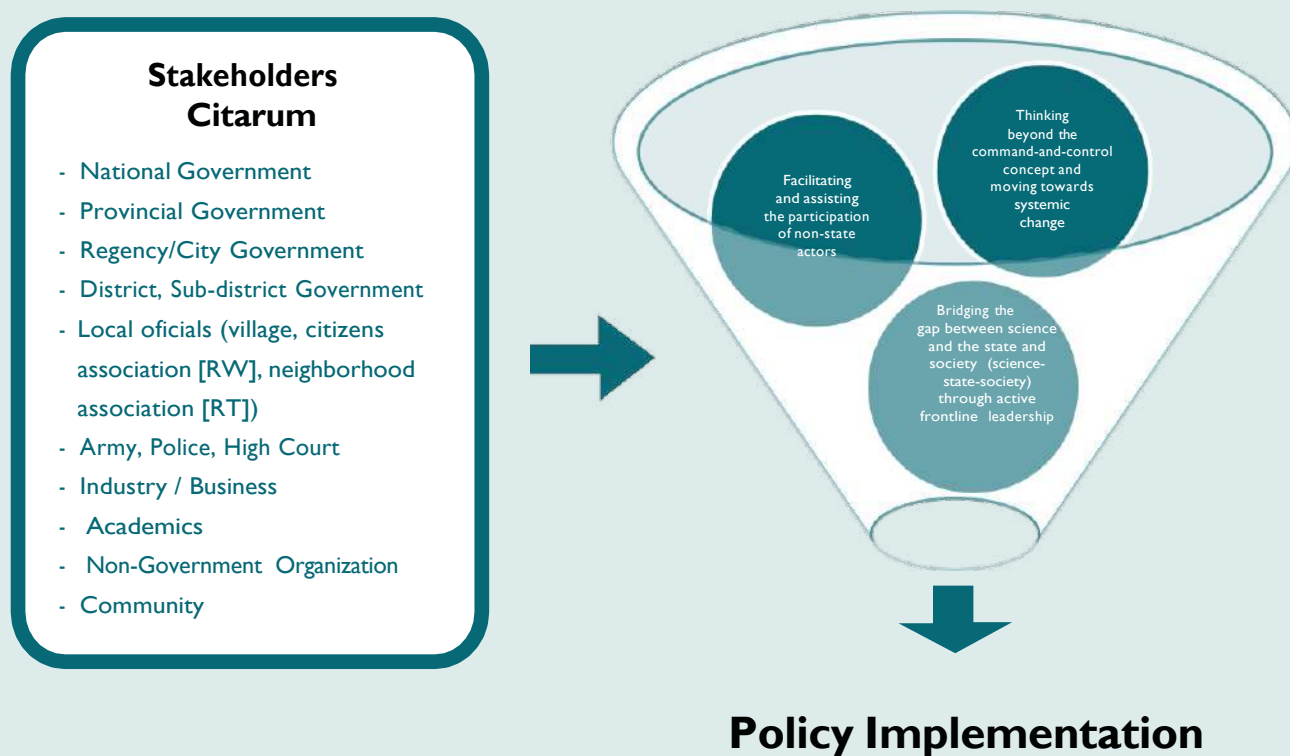 Stakeholders
Citarum
- National Government
- Provincial Government
- Regency/City Government
- District, Sub-district Government
- Local oficials (village, citizens
association [RW], neighborhood
association [RT])
- Army, Police, High Court
- Industry / Business
- Academics
- Non-Government Organization
- Community
Facilitating
and assisting
the participation
of non-state
actors
Thinking
beyond the
command-and-control
concept and
moving towards
systemic
change
Bridging the
gap between science
and the state and
society (science-
state-society)
through active
frontline leadership
Policy Implementation